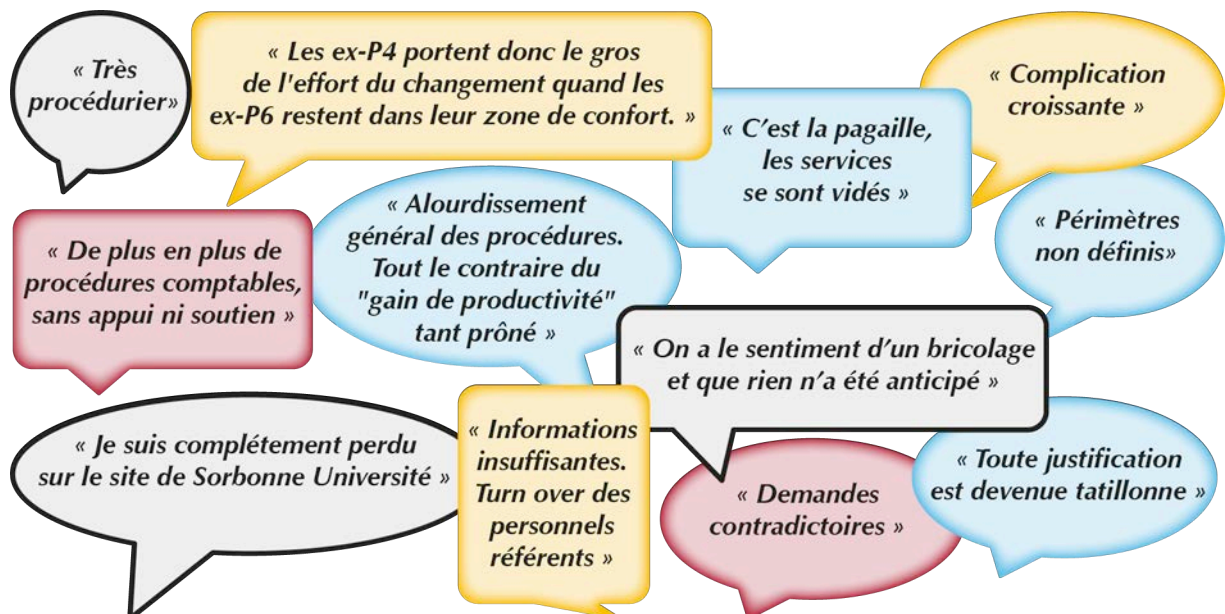 « Très
procédurier»
« Les ex-P4 portent donc le gros
de l'effort du changement quand les
ex-P6 restent dans leur zone de confort. »
« Complication
croissante »
« C’est la pagaille,
les services
se sont vidés »
« Alourdissement
général des procédures.
Tout le contraire du
"gain de productivité"
tant prôné »
« Périmètres
non définis»
« De plus en plus de
procédures comptables,
sans appui ni soutien »
« On a le sentiment d’un bricolage
et que rien n’a été anticipé »
« Je suis complétement perdu
sur le site de Sorbonne Université »
« Informations
insuffisantes.
Turn over des
personnels
référents »
« Demandes
contradictoires »
« Toute justification
est devenue tatillonne »